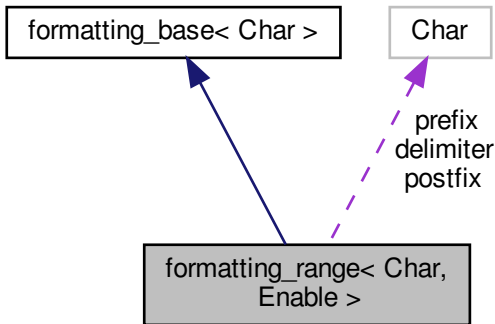 formatting_base< Char >
Char
prefix
delimiter
postfix
formatting_range< Char,
Enable >